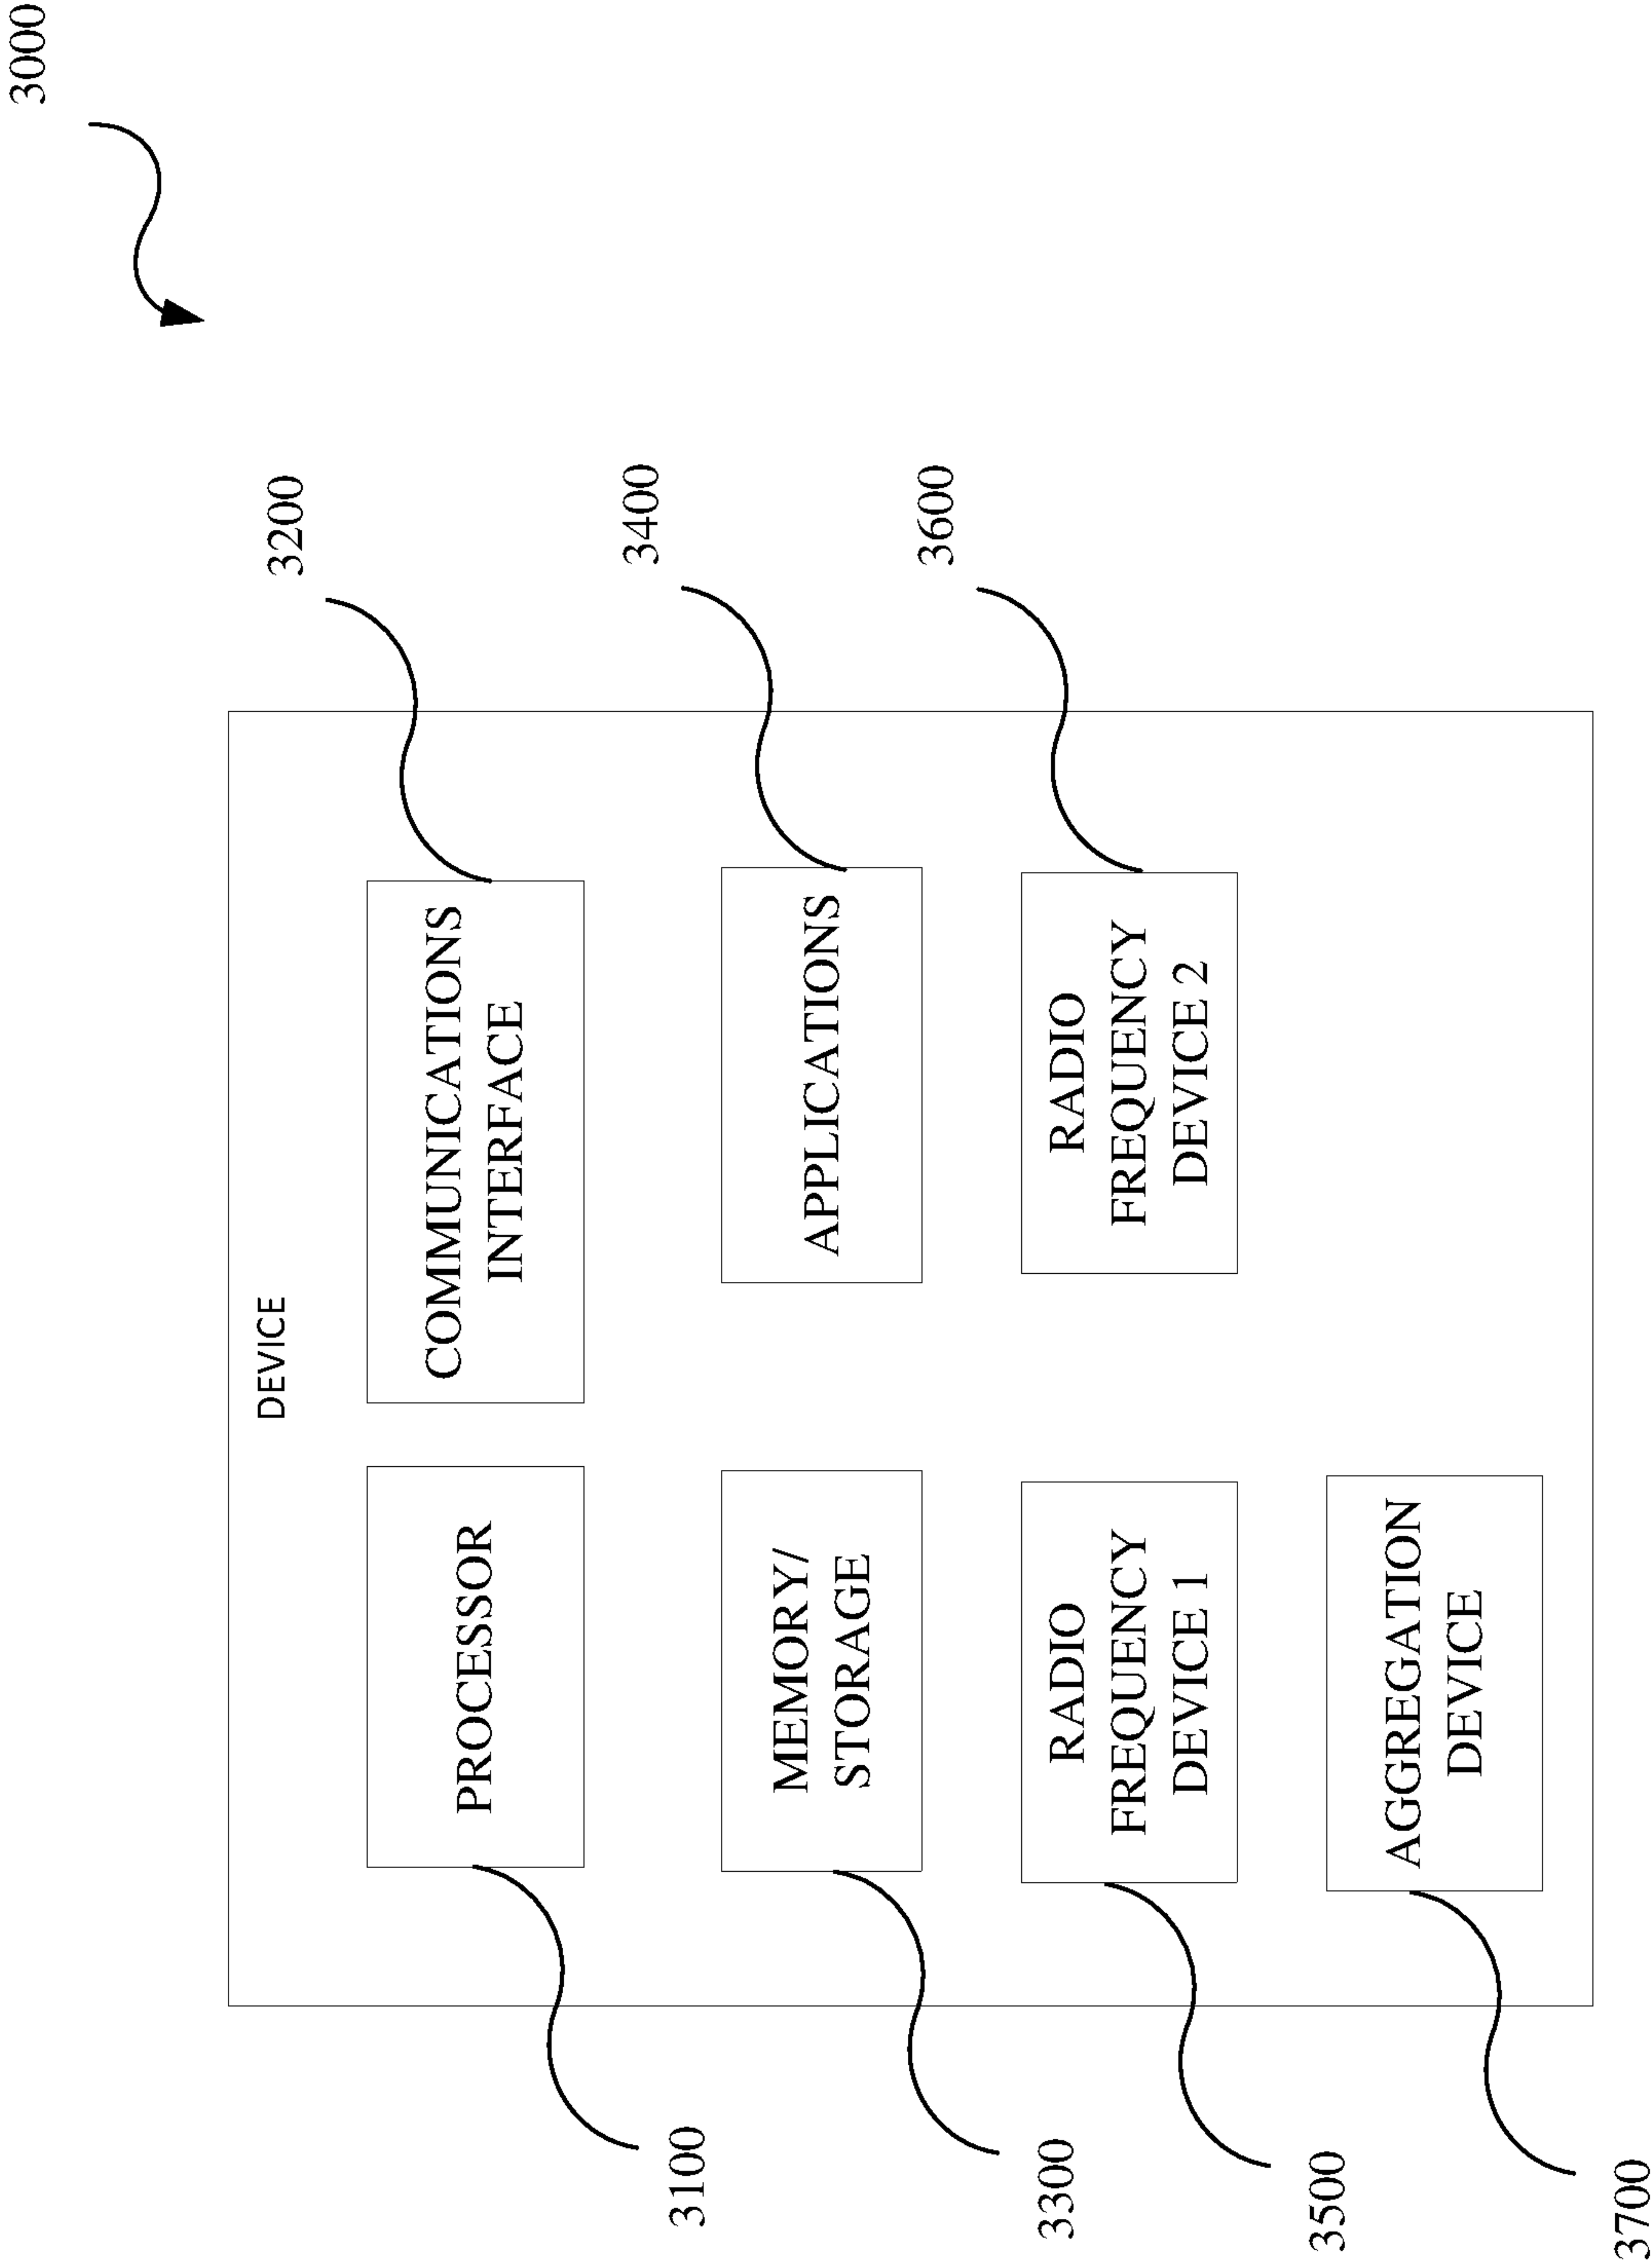 3000
DEVICE
3100
PROCESSOR
COMMUNICATIONS
INTERFACE
3200
3300
MEMORY/
STORAGE
APPLICATIONS
3400
3500
RADIO
FREQUENCY
DEVICE 1
RADIO
FREQUENCY
DEVICE 2
3600
3700
AGGREGATION
DEVICE